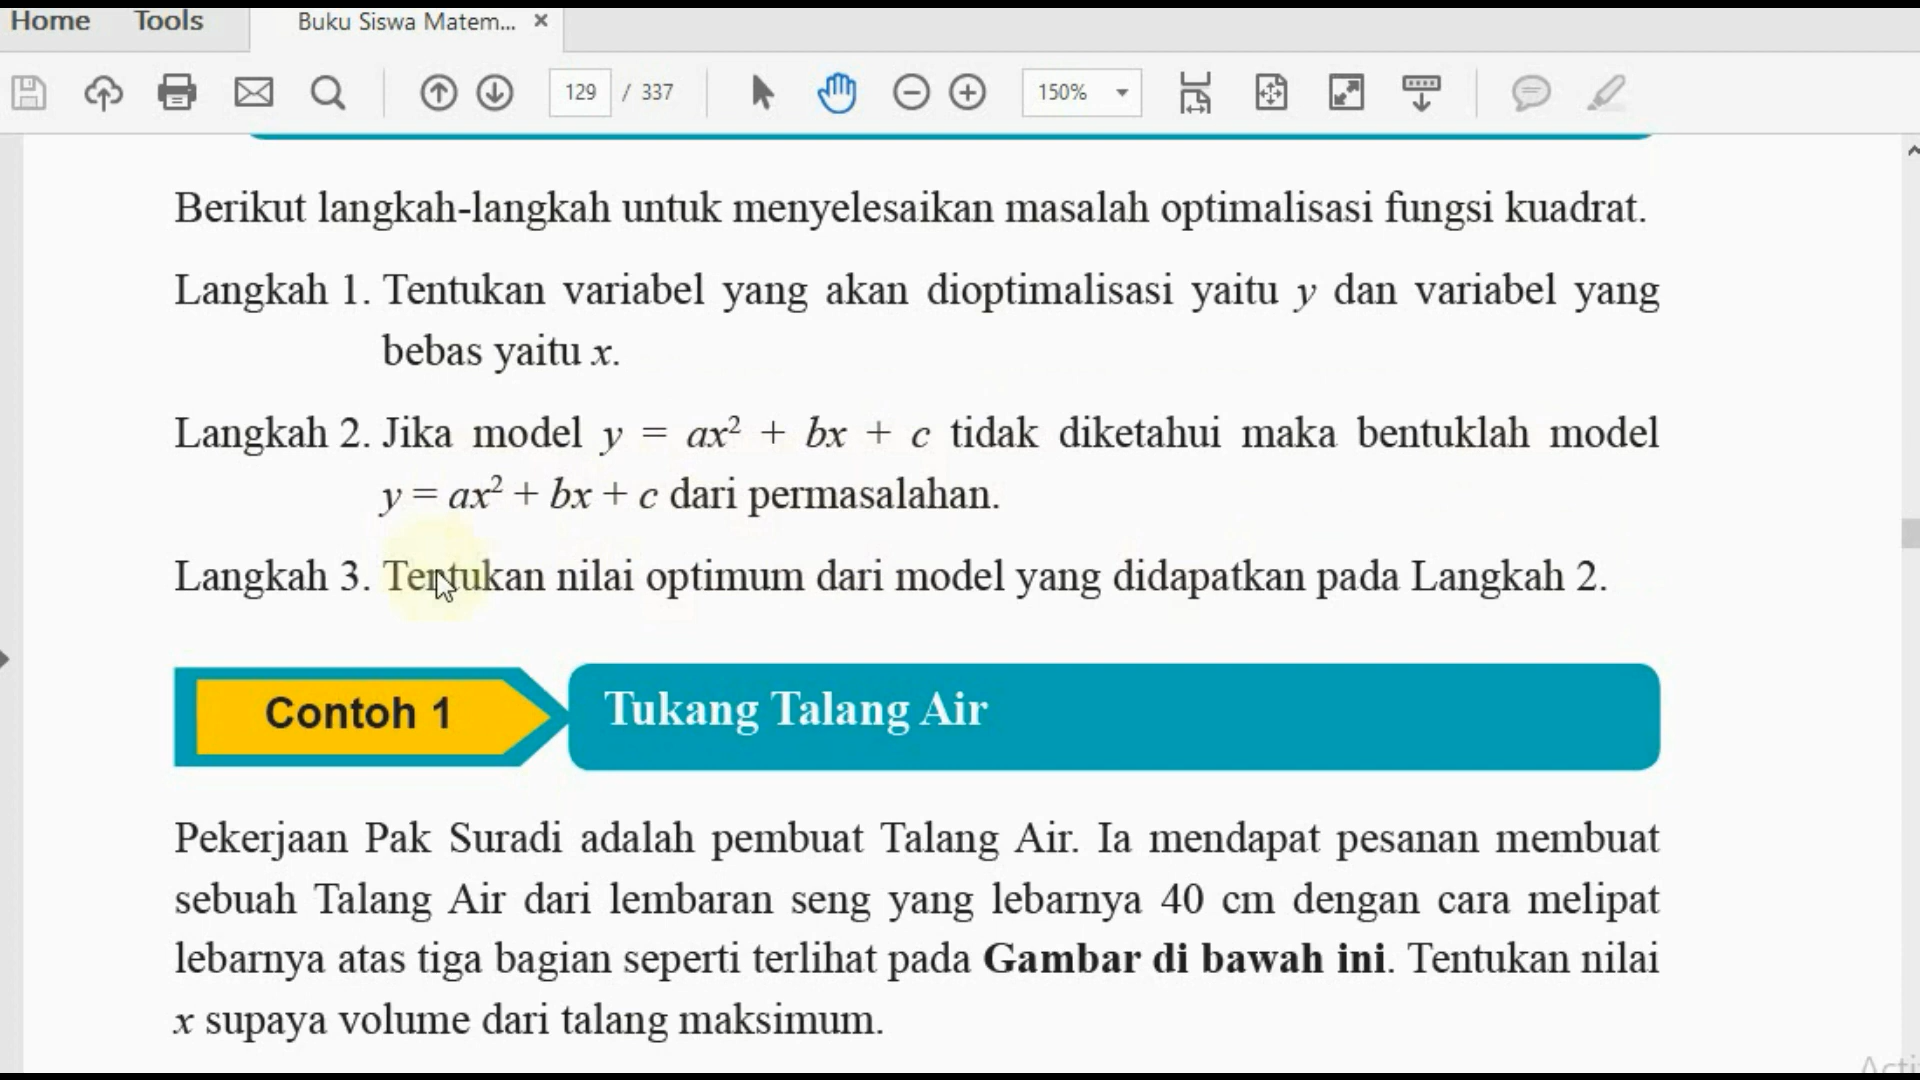 Home Tools Buku Siswa Matem... ×
129 / 337 150%
Berikut langkah-langkah untuk menyelesaikan masalah optimalisasi fungsi kuadrat.
Langkah 1. Tentukan variabel yang akan dioptimalisasi yaitu y dan variabel yang
bebas yaitu x.
Langkah 2. Jika model y = ax² + bx + c tidak diketahui maka bentuklah model
y = ax² + bx + c dari permasalahan.
Langkah 3. Tentukan nilai optimum dari model yang didapatkan pada Langkah 2.
Contoh 1 Tukang Talang Air
Pekerjaan Pak Suradi adalah pembuat Talang Air. Ia mendapat pesanan membuat
sebuah Talang Air dari lembaran seng yang lebarnya 40 cm dengan cara melipat
lebarnya atas tiga bagian seperti terlihat pada Gambar di bawah ini. Tentukan nilai
x supaya volume dari talang maksimum.